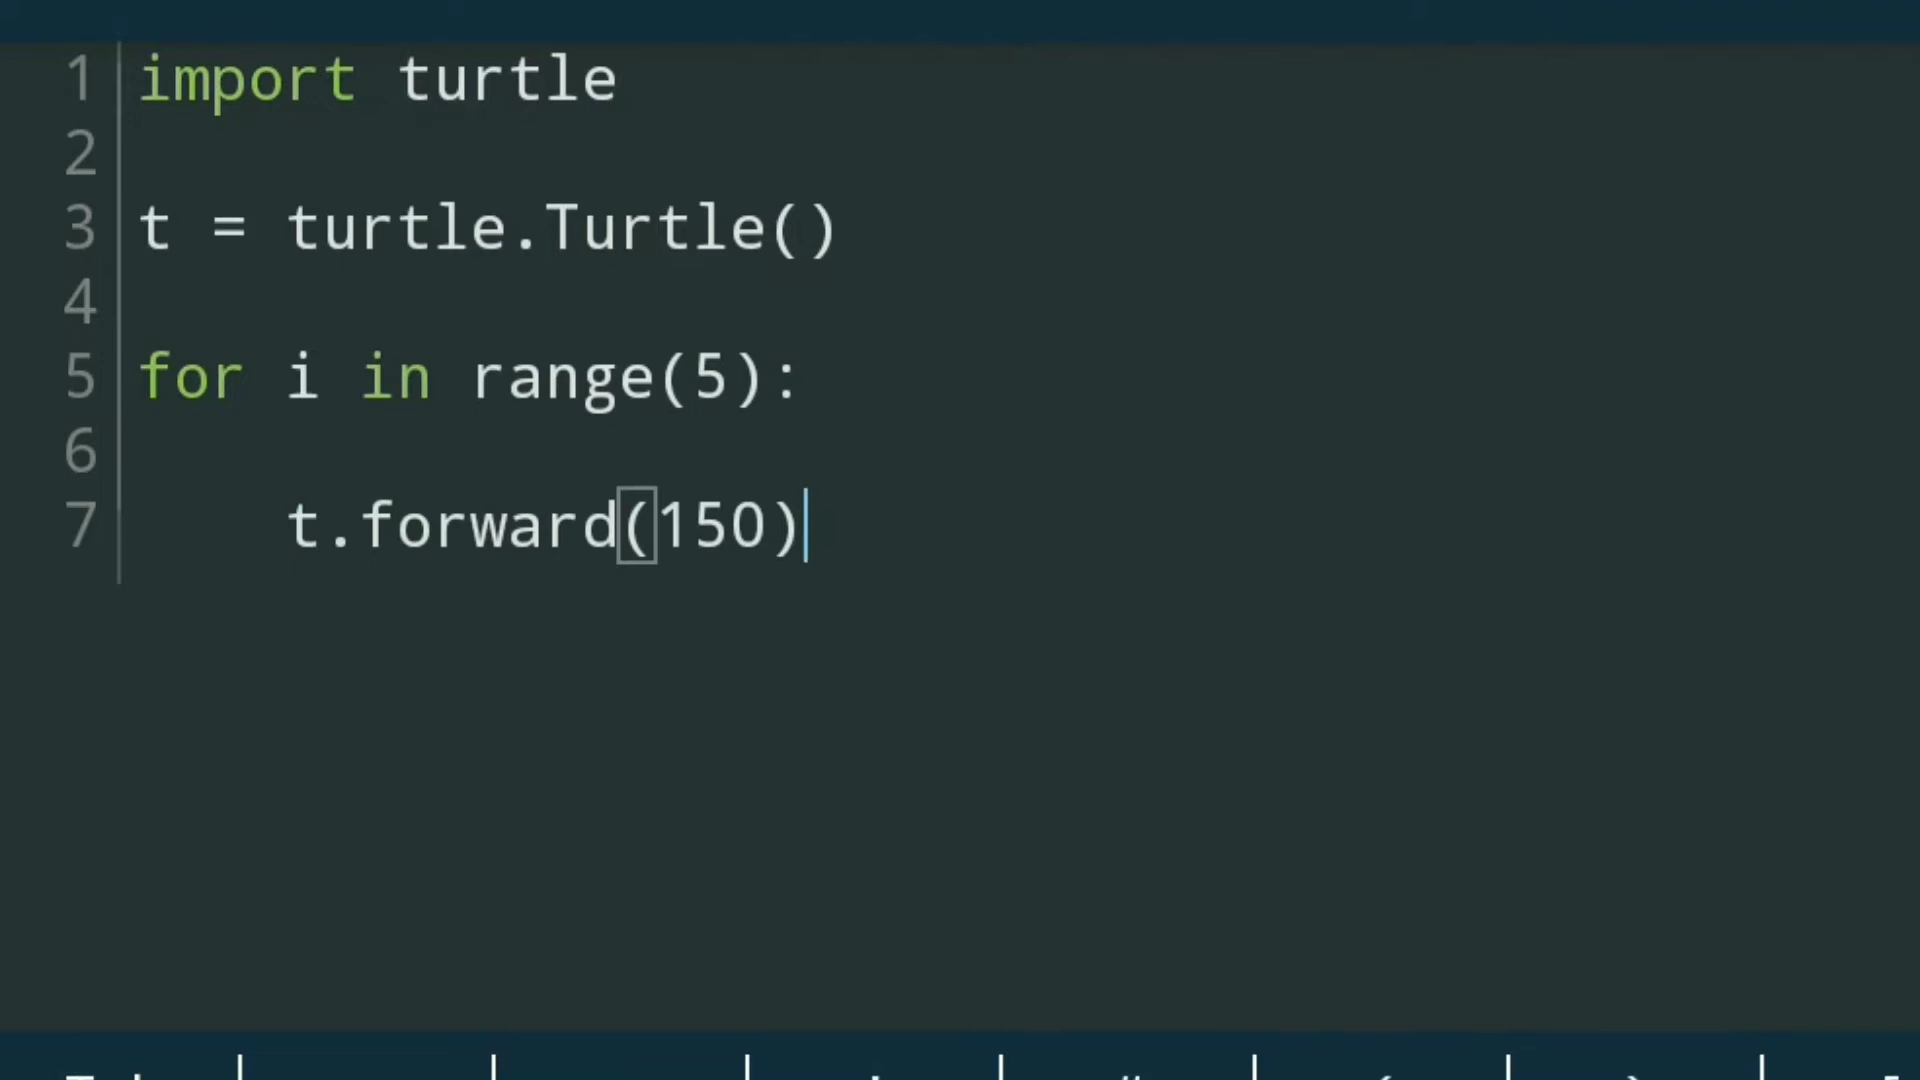 1 import turtle
2
3 t = turtle.Turtle()
4
5 for i in range(5):
6
7     t.forward(150)